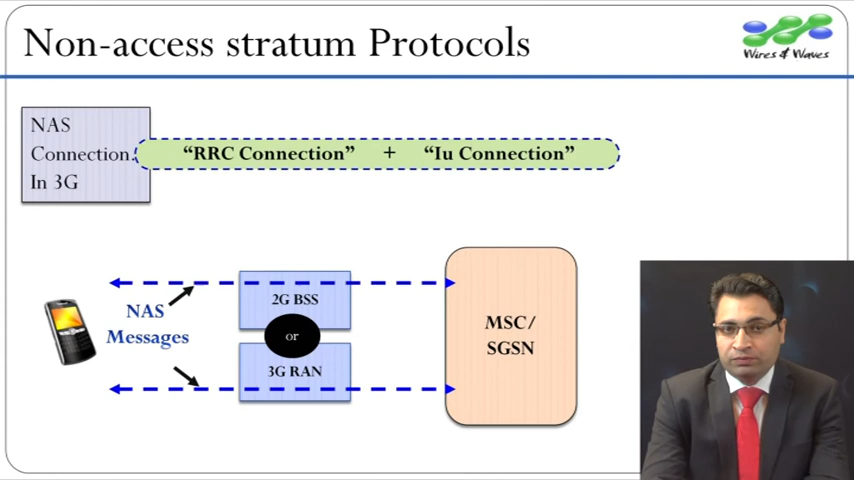 Non-access stratum Protocols
Wires & Waves
NAS
Connection.
In 3G
"RRC Connection" + "Iu Connection"
NAS
Messages
2G BSS
or
3G RAN
MSC/
SGSN